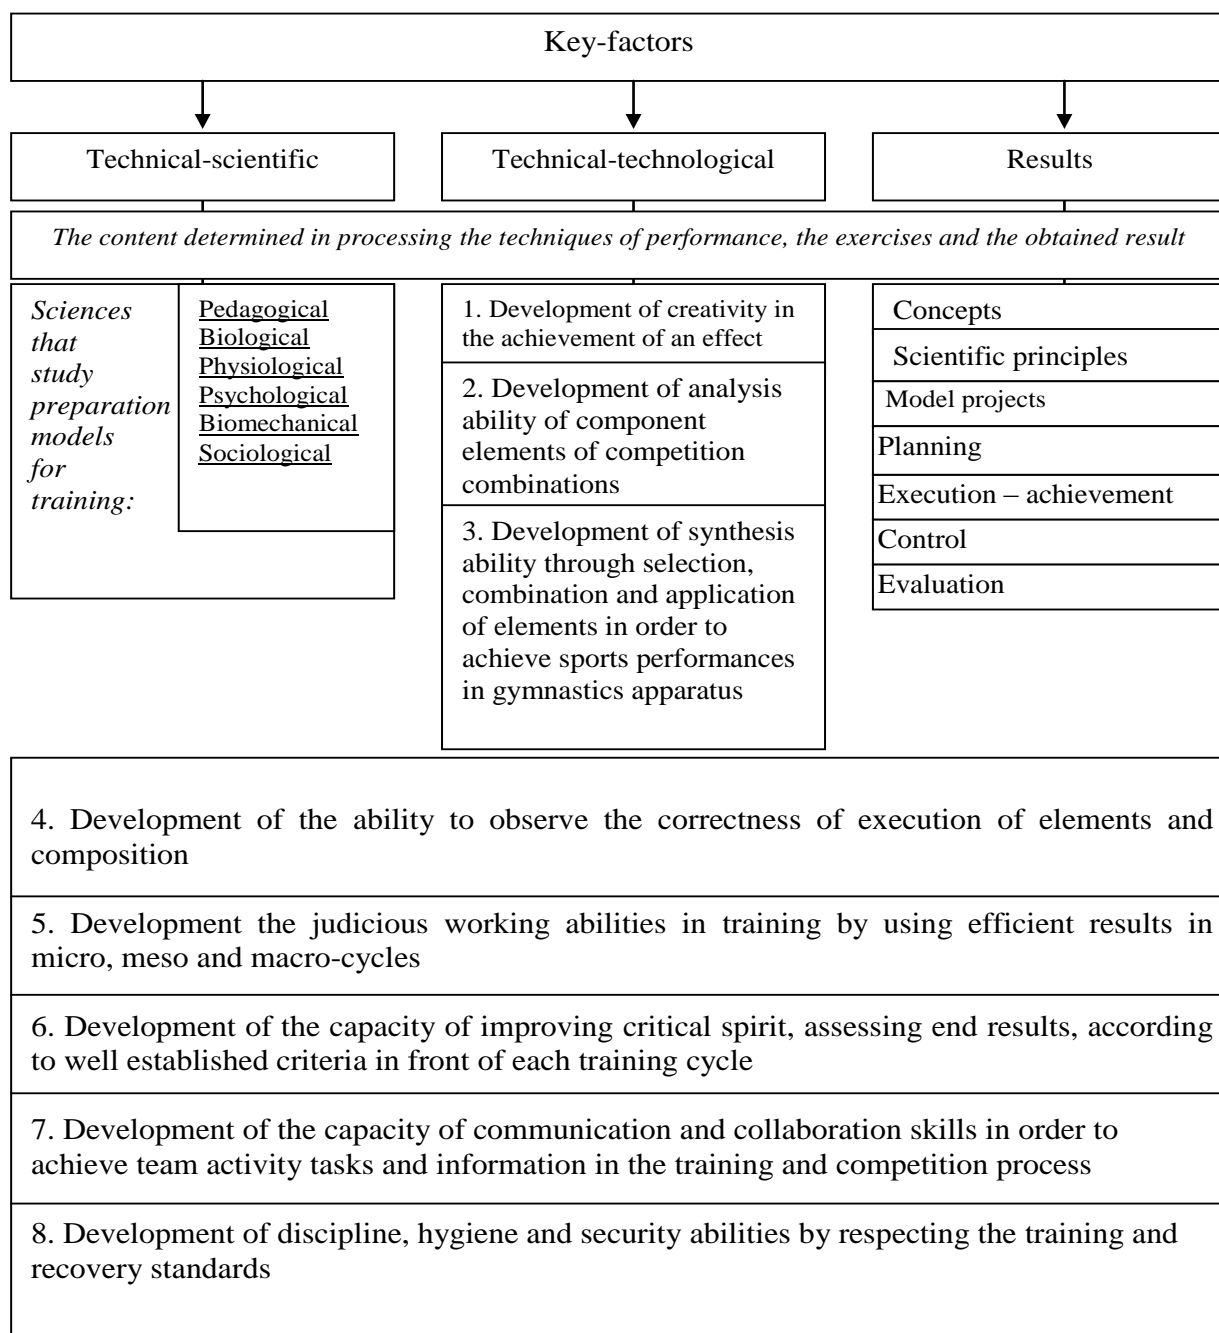 Key-factors
Technical-scientific
Technical-technological
Results
The content determined in processing the techniques of performance, the exercises and the obtained result
Sciences
that
study
preparation
models
for
training:
Pedagogical
Biological
Physiological
Psychological
Biomechanical
Sociological
1. Development of creativity in
the achievement of an effect
2. Development of analysis
ability of component
elements of competition
combinations
3. Development of synthesis
ability through selection,
combination and application
of elements in order to
achieve sports performances
in gymnastics apparatus
Concepts
Scientific principles
Model projects
Planning
Execution – achievement
Control
Evaluation
4. Development of the ability to observe the correctness of execution of elements and
composition
5. Development the judicious working abilities in training by using efficient results in
micro, meso and macro-cycles
6. Development of the capacity of improving critical spirit, assessing end results, according
to well established criteria in front of each training cycle
7. Development of the capacity of communication and collaboration skills in order to
achieve team activity tasks and information in the training and competition process
8. Development of discipline, hygiene and security abilities by respecting the training and
recovery standards